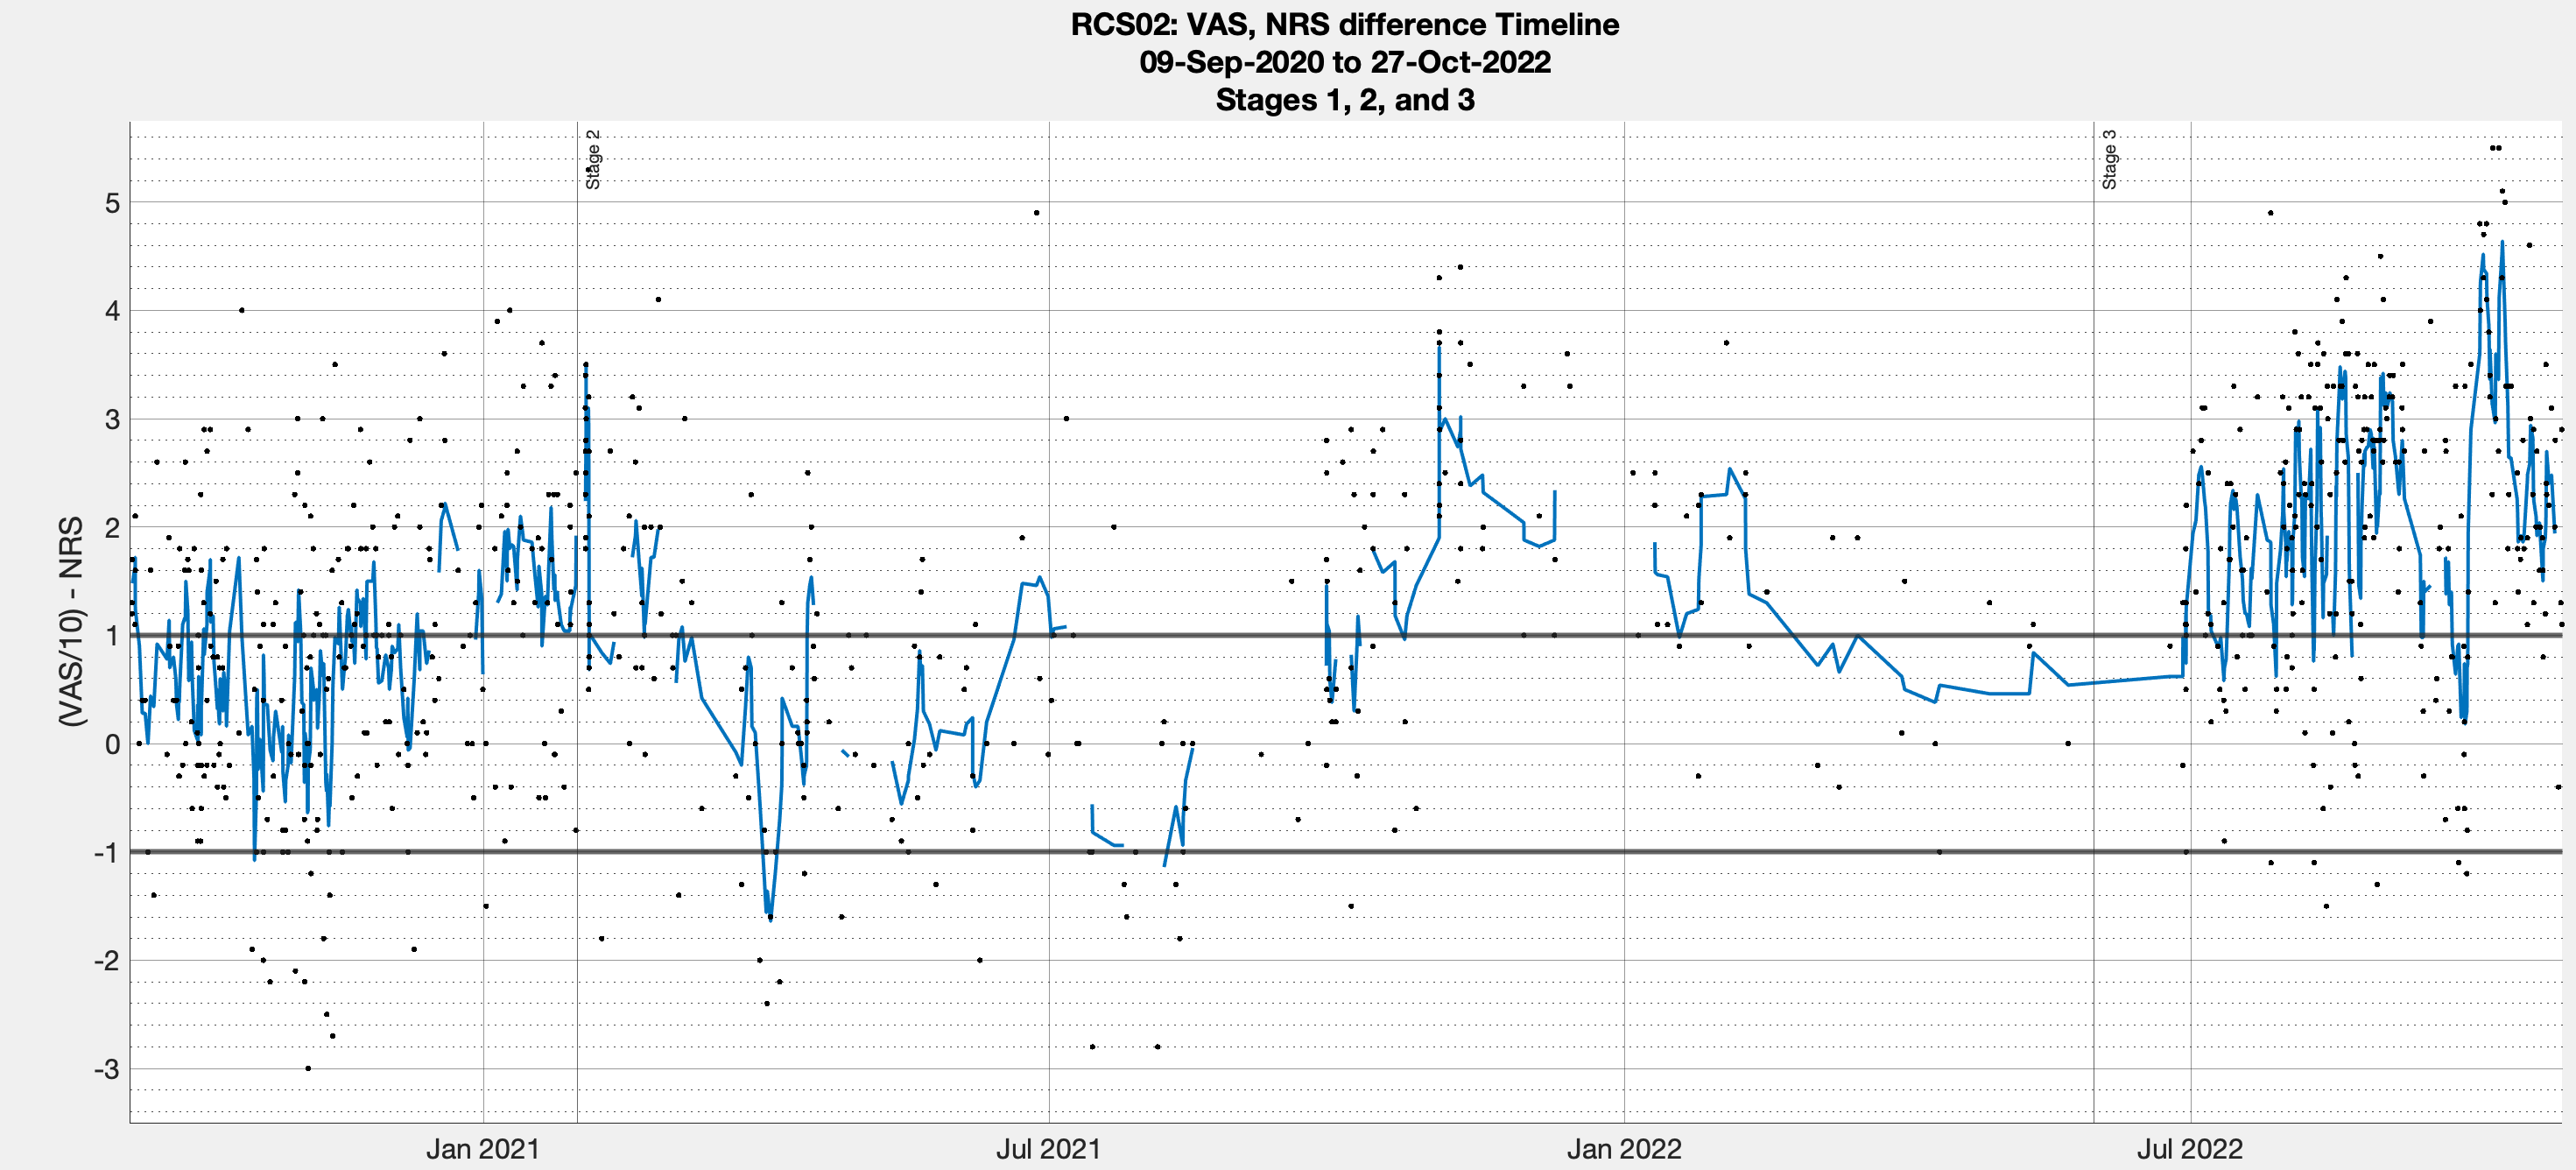 RCS02: VAS, NRS difference Timeline
09-Sep-2020 to 27-Oct-2022
Stages 1, 2, and 3
(VAS/10) - NRS
5
4
3
2
1
0
-1
-2
-3
Stage 2
Stage 3
Jan 2021
Jul 2021
Jan 2022
Jul 2022